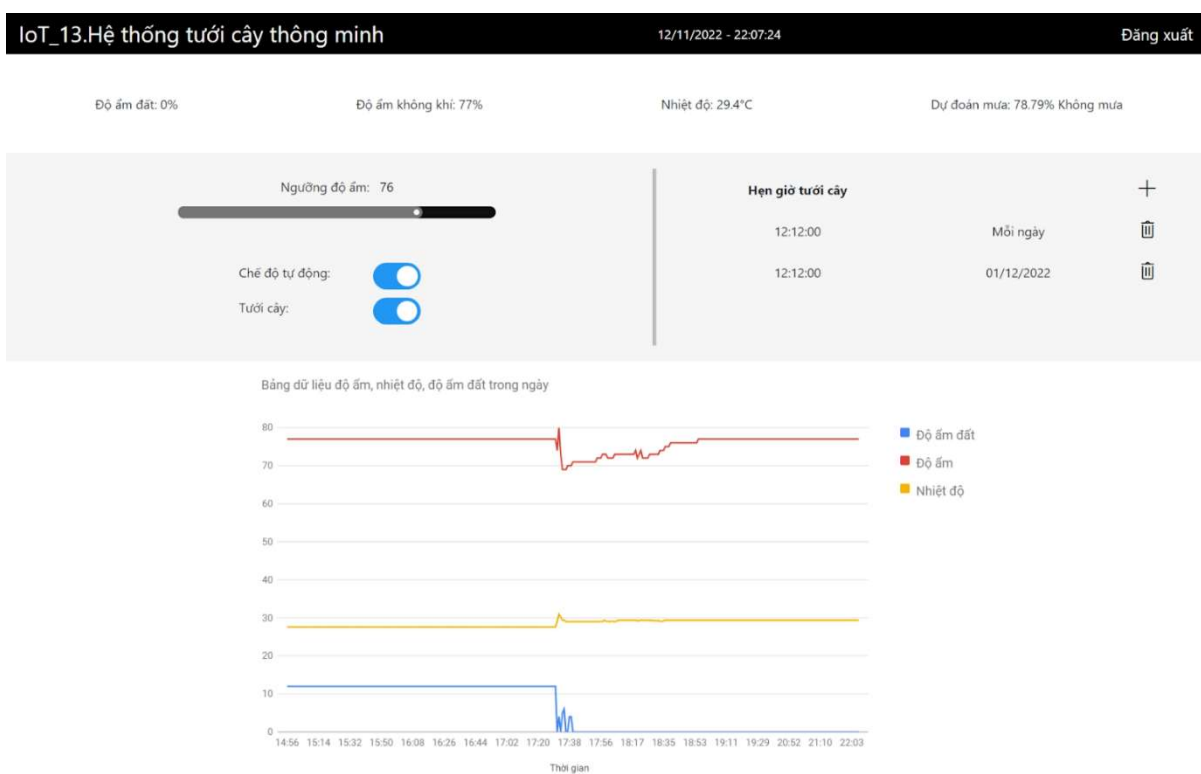 IoT_13.Hệ thống tưới cây thông minh 12/11/2022 - 22:07:24 Đăng xuất
Độ ẩm đất: 0% Độ ẩm không khí: 77% Nhiệt độ: 29.4°C Dự đoán mưa: 78.79% Không mưa
Ngưỡng độ ẩm: 76
Chế độ tự động:
Tưới cây:
Hẹn giờ tưới cây
12:12:00 Mỗi ngày
12:12:00 01/12/2022
Bảng dữ liệu độ ẩm, nhiệt độ, độ ẩm đất trong ngày
80
70
60
50
40
30
20
10
0
14:56 15:14 15:32 15:50 16:08 16:26 16:44 17:02 17:20 17:38 17:56 18:17 18:35 18:53 19:11 19:29 20:52 21:10 22:03
Thời gian
Độ ẩm đất
Độ ẩm
Nhiệt độ